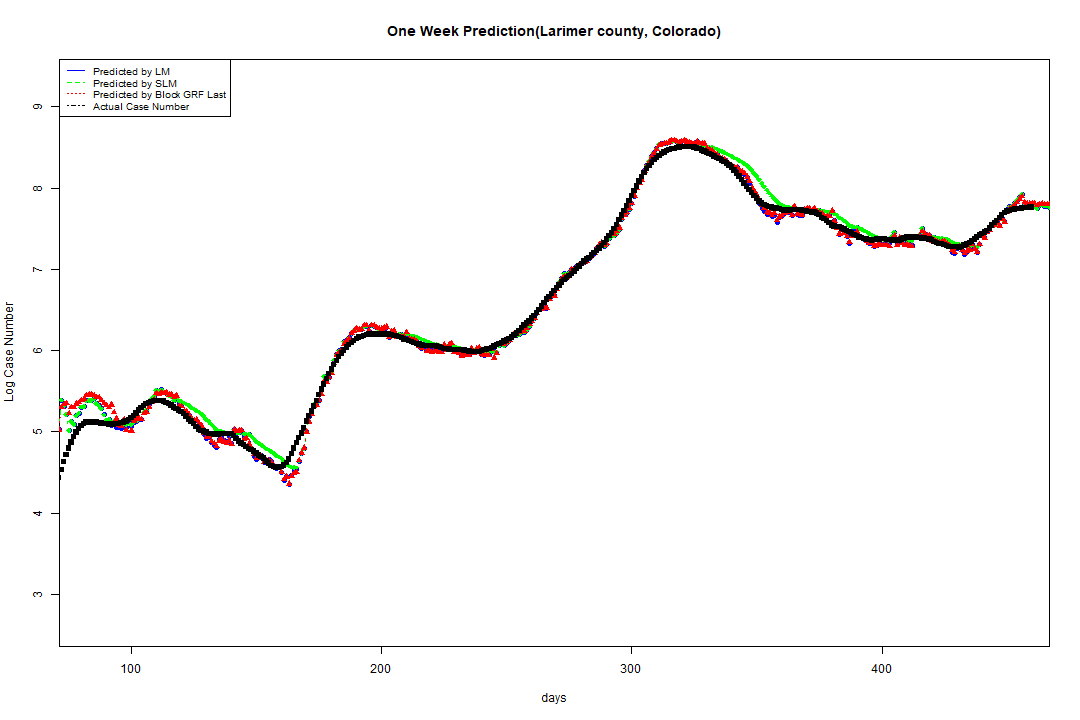 One Week Prediction(Larimer county, Colorado)
Predicted by LM
Predicted by SLM
Predicted by Block GRF Last
Actual Case Number
9
8
7
6
5
4
3
Log Case Number
100 200 300 400
days